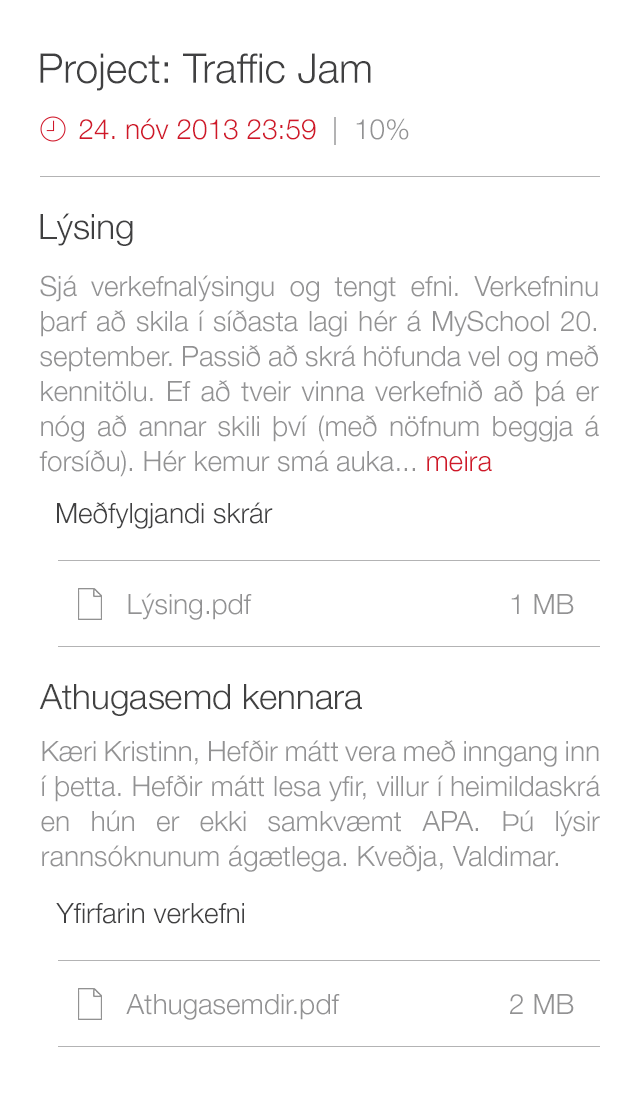 Project: Traffic Jam
24. nóv 2013 23:59 | 10%
Lýsing
Sjá verkefnalýsingu og tengt efni. Verkefninu
þarf að skila í síðasta lagi hér á MySchool 20.
september. Passið að skrá höfunda vel og með
kennitölu. Ef að tveir vinna verkefnið að þá er
nóg að annar skili því (með nöfnum beggja á
forsíðu). Hér kemur smá auka... meira
Meðfylgjandi skrár
Lýsing.pdf 1 MB
Athugasemd kennara
Kæri Kristinn, Hefðir mátt vera með inngang inn
í þetta. Hefðir mátt lesa yfir, villur í heimildaskrá
en hún er ekki samkvæmt APA. Þú lýsir
rannsóknunum ágætlega. Kveðja, Valdimar.
Yfirfarin verkefni
Athugasemdir.pdf 2 MB